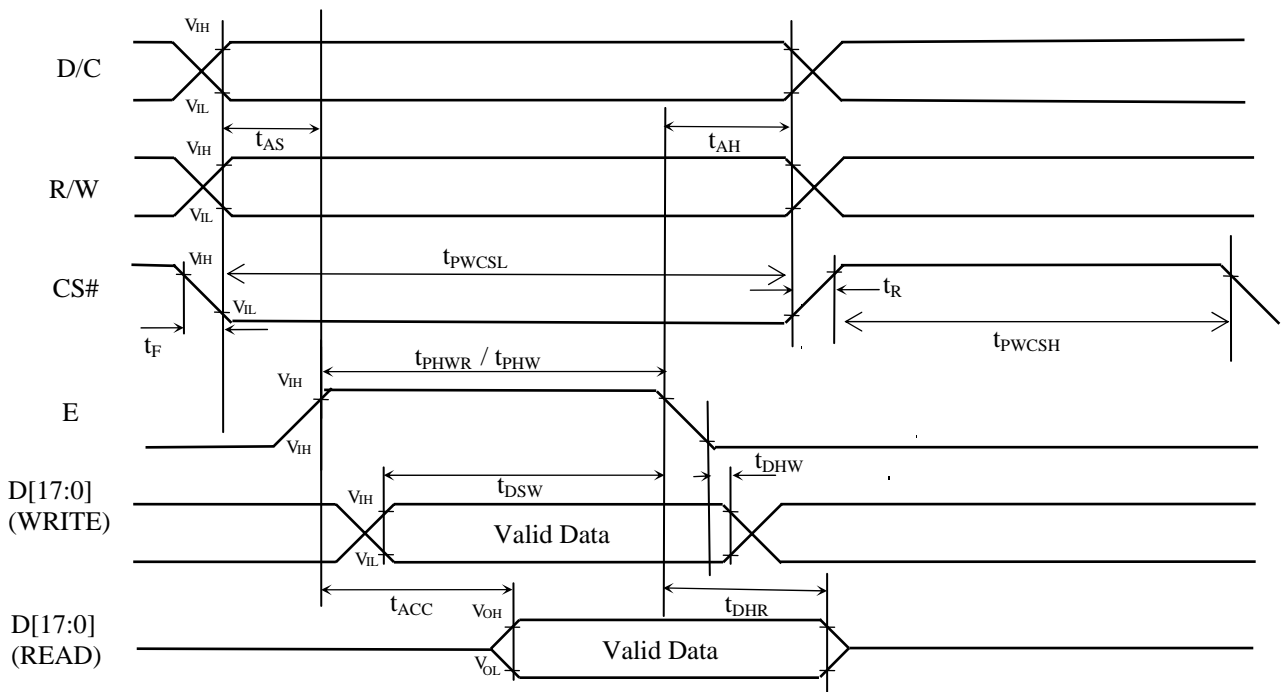 VIH
D/C
VIL
tAS
tAH
VIH
R/W
VIL
tPWCSL
VIH
CS#
VIL
tR
tF
tPWCSH
tPHWR / tPHW
VIH
E
VIH
tDHW
tDSW
D[17:0]
(WRITE)
VIH
Valid Data
VIL
tACC
tDHR
VOH
D[17:0]
(READ)
Valid Data
VOL